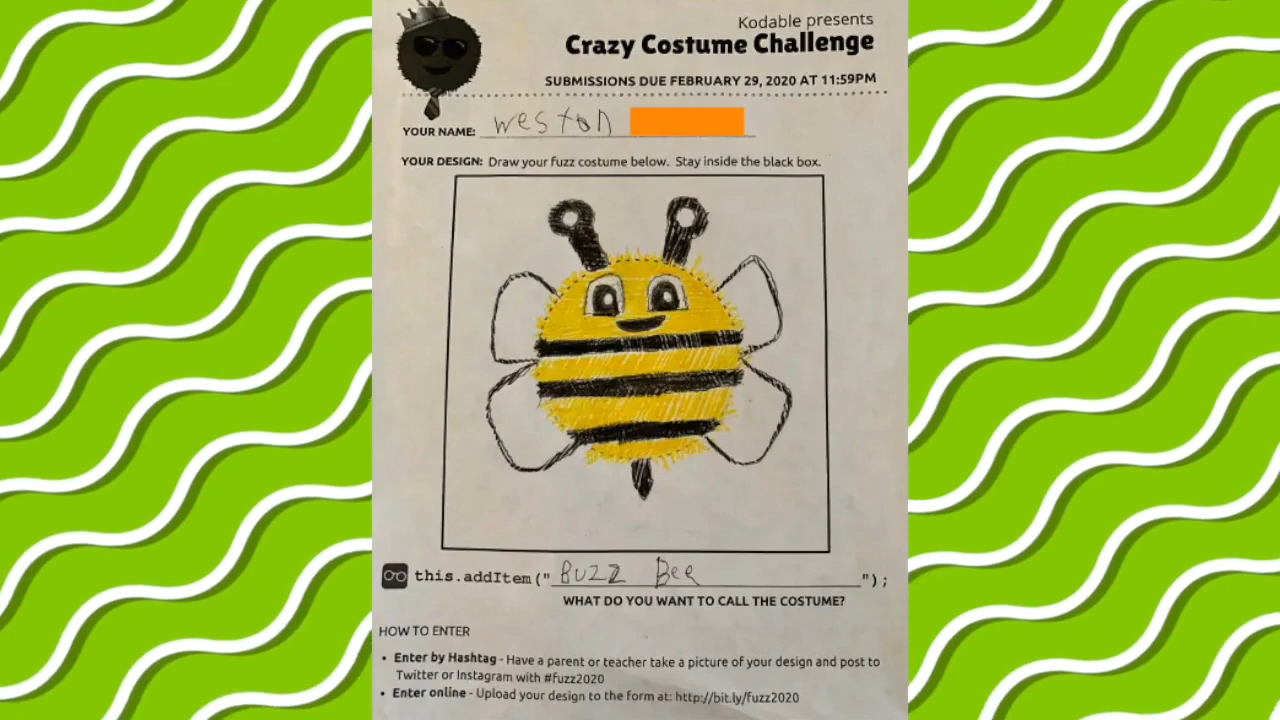 Kodable presents
Crazy Costume Challenge
SUBMISSIONS DUE FEBRUARY 29, 2020 AT 11:59PM
YOUR NAME: Weston
YOUR DESIGN: Draw your fuzz costume below. Stay inside the black box.
this.addItem("Buzz Bee");
WHAT DO YOU WANT TO CALL THE COSTUME?
HOW TO ENTER
• Enter by Hashtag - Have a parent or teacher take a picture of your design and post to
Twitter or Instagram with #fuzz2020
• Enter online - Upload your design to the form at: http://bit.ly/fuzz2020